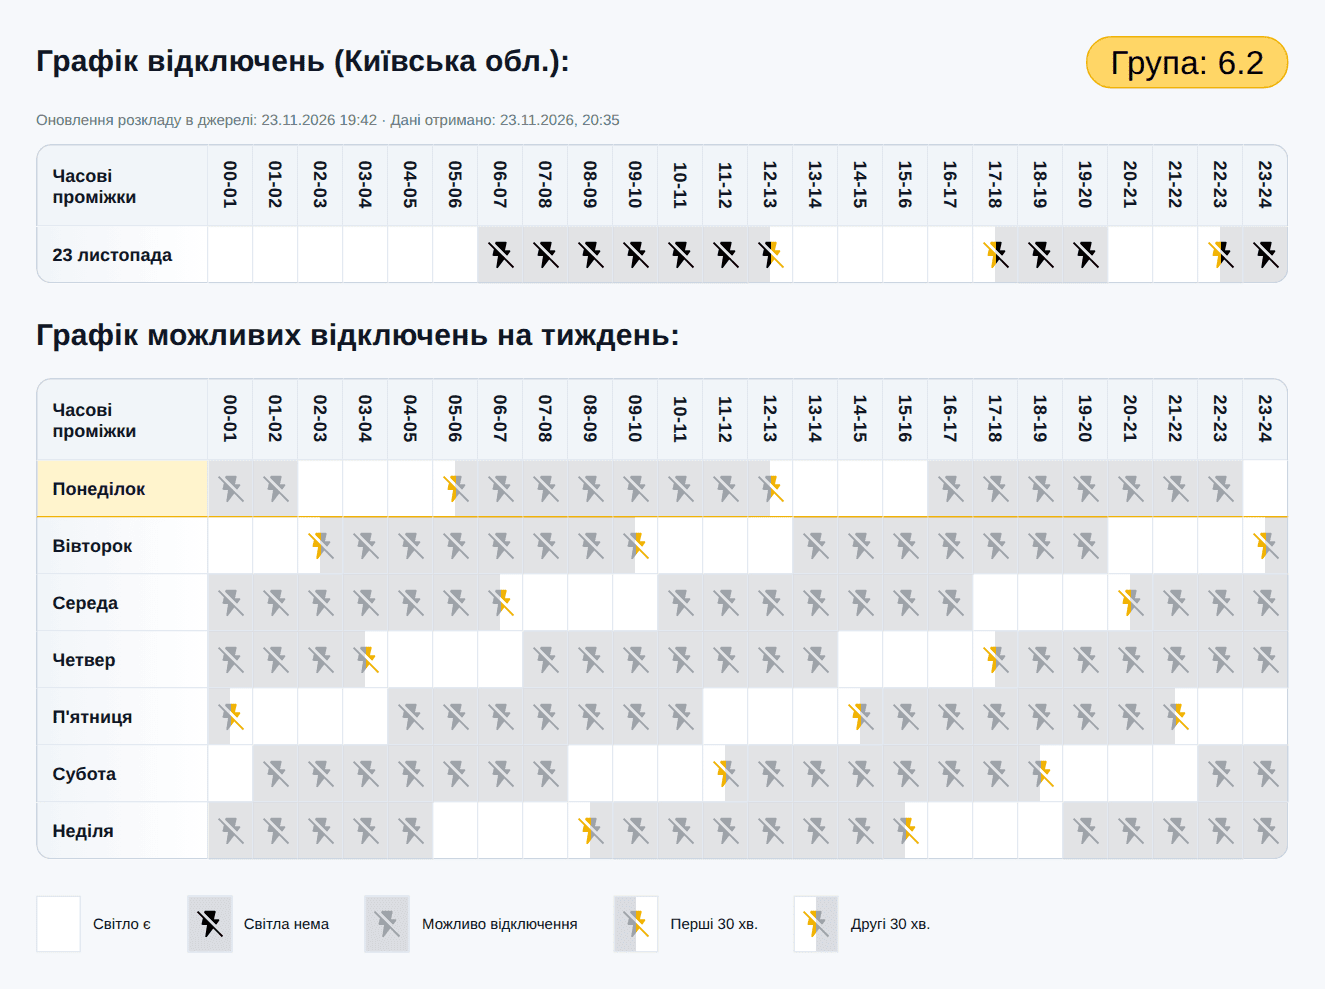 Графік відключень (Київська обл.):
Група: 6.2
Оновлення розкладу в джерелі: 23.11.2026 19:42 · Дані отримано: 23.11.2026, 20:35
Часові проміжки 00-01 01-02 02-03 03-04 04-05 05-06 06-07 07-08 08-09 09-10 10-11 11-12 12-13 13-14 14-15 15-16 16-17 17-18 18-19 19-20 20-21 21-22 22-23 23-24
23 листопада
Графік можливих відключень на тиждень:
Часові проміжки 00-01 01-02 02-03 03-04 04-05 05-06 06-07 07-08 08-09 09-10 10-11 11-12 12-13 13-14 14-15 15-16 16-17 17-18 18-19 19-20 20-21 21-22 22-23 23-24
Понеділок
Вівторок
Середа
Четвер
П'ятниця
Субота
Неділя
Світло є Світла нема Можливо відключення Перші 30 хв. Другі 30 хв.